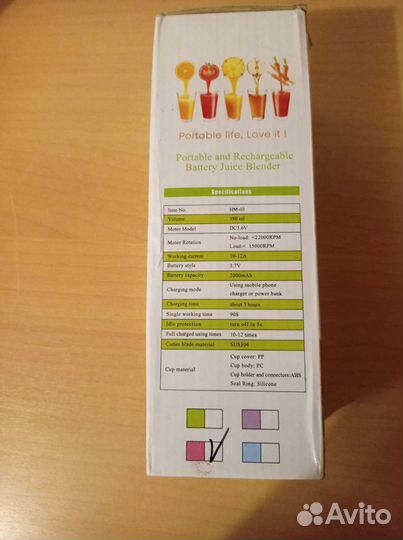 Portable life, Love it !
Portable and Rechargeable
Battery Juice Blender
Specifications
Item No. HM-03
Volume 380 ml
Motor Model DC3.6V
Motor Rotation No-load: <22000RPM
Load:< 15000RPM
Working current 10-12A
Battery style 3.7V
Battery capacity 2000mAh
Charging mode Using mobile phone
charger or power bank
Charging time about 3 hours
Single working time 90S
Idle protection turn off in 5s
Full charged using times 10-12 times
Cutter blade material SUS304
Cup material Cup cover: PP
Cup body: PC
Cup holder and connectors:ABS
Seal Ring: Silicone
Avito